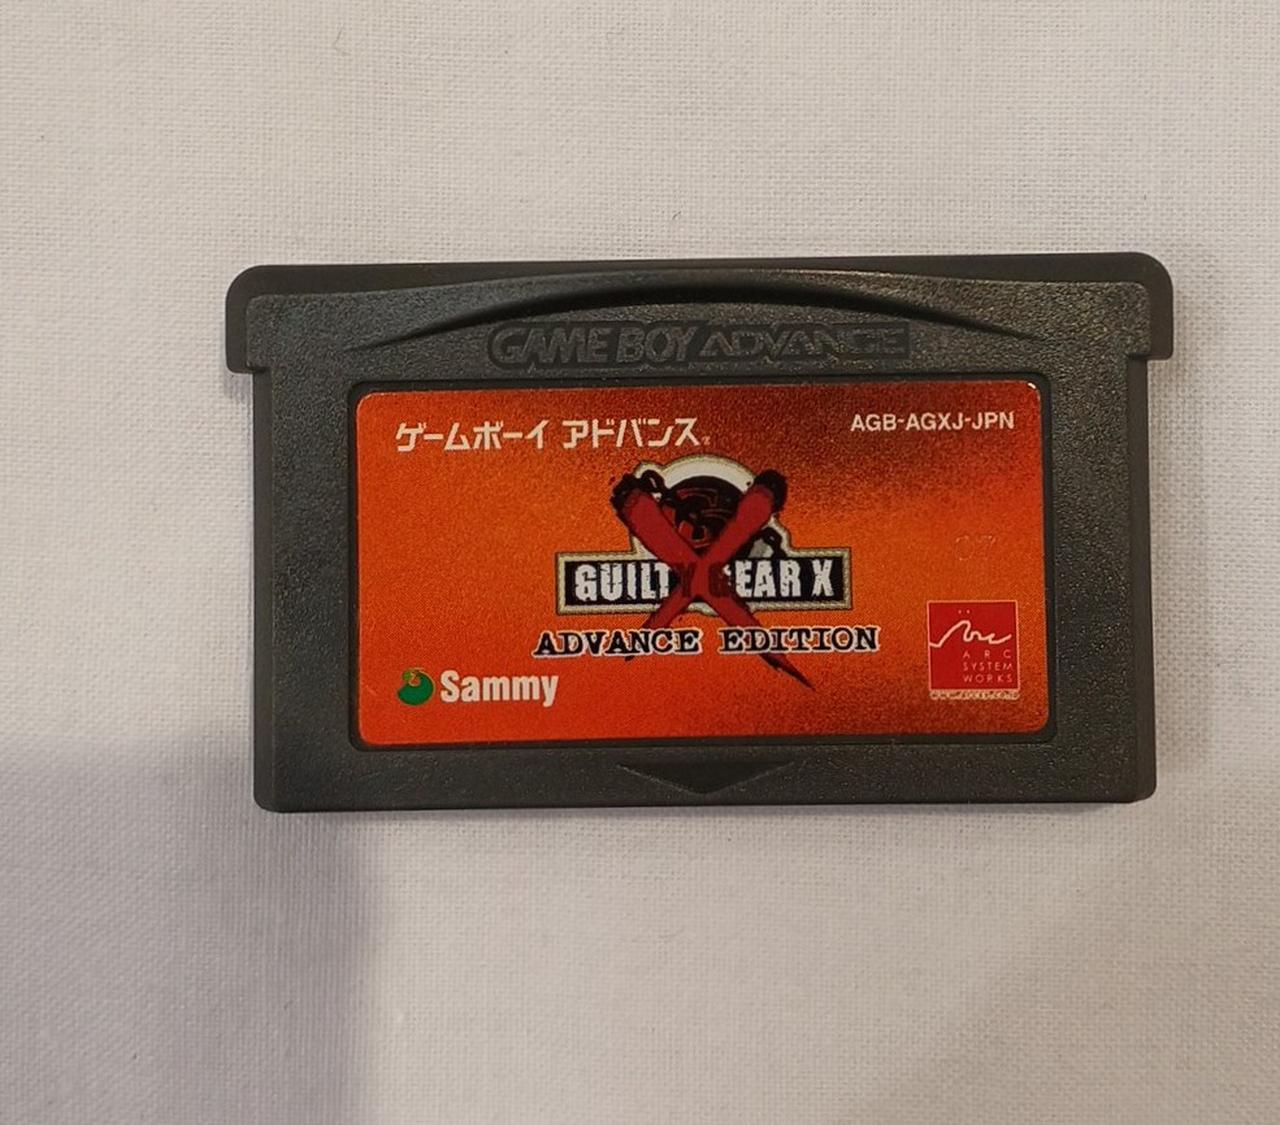 GAME BOY ADVANCE
ゲームボーイ アドバンス
AGB-AGXJ-JPN
GUILTY GEAR X
ADVANCE EDITION
Sammy
Arc
ARC
SYSTEM
WORKS